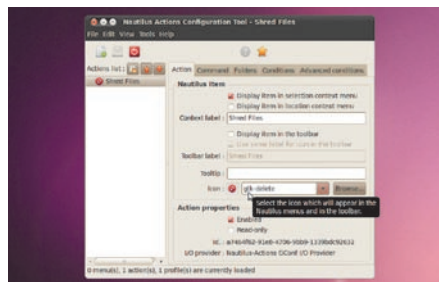 Nautilus Actions Configuration Tool - Shred Files
File Edit View Tools Help
Actions list :
Shred Files
Action Command Folders Conditions Advanced conditions
Nautilus Item
Display item in selection context menu
Display item in location context menu
Context label : Shred Files
Display item in the toolbar
Use same label for icon in the toolbar
Toolbar label : Shred Files
Tooltip :
Icon : gtk-delete Browse...
Select the icon which will appear in the
Nautilus menus and in the toolbar.
Action properties
Enabled
Read-only
I/O provider : Nautilus-Actions GConf I/O Provider
0 menu(s), 1 action(s), 1 profile(s) are currently loaded